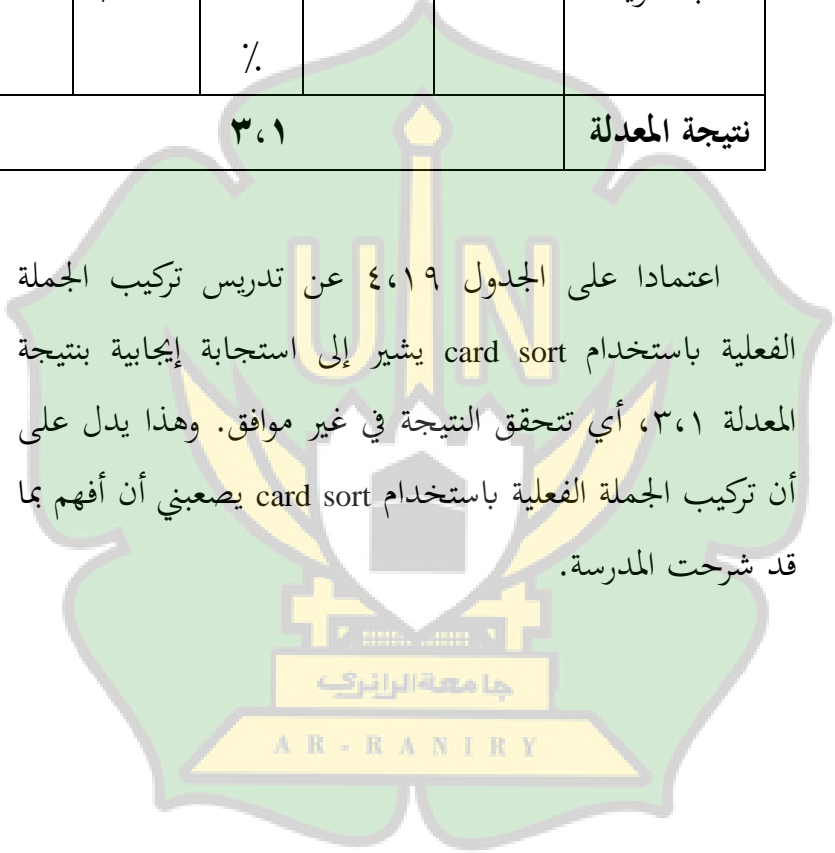 ٪
نتيجة المعدلة ٣،١
اعتمادا على الجدول ٤،١٩ عن تدريس تركيب الجملة
الفعلية باستخدام card sort يشير إلى استجابة إيجابية بنتيجة
المعدلة ٣،١، أي تتحقق النتيجة في غير موافق. وهذا يدل على
أن تركيب الجملة الفعلية باستخدام card sort يصعبني أن أفهم بما
قد شرحت المدرسة.
UIN
جامعة الرانري
AR-RANIRY